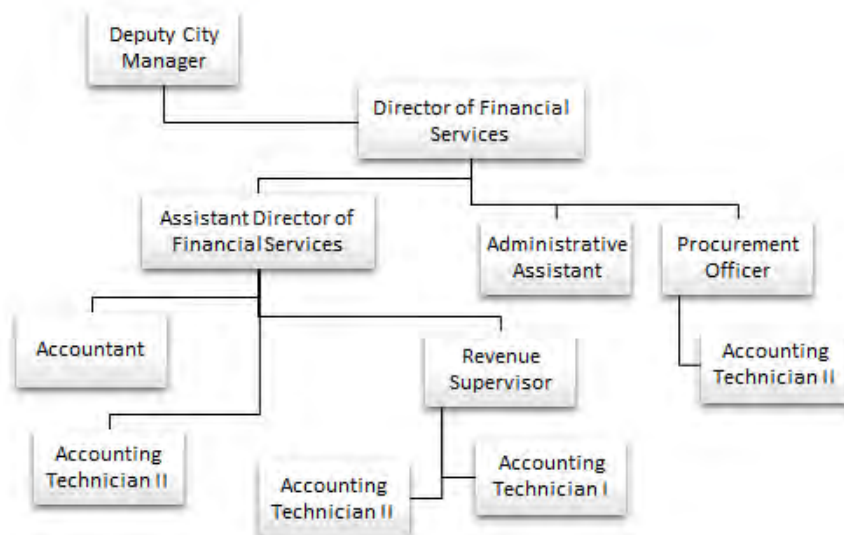 Deputy City
Manager
Director of Financial
Services
Assistant Director of
Financial Services
Administrative
Assistant
Procurement
Officer
Accountant
Revenue
Supervisor
Accounting
Technician II
Accounting
Technician II
Accounting
Technician II
Accounting
Technician I